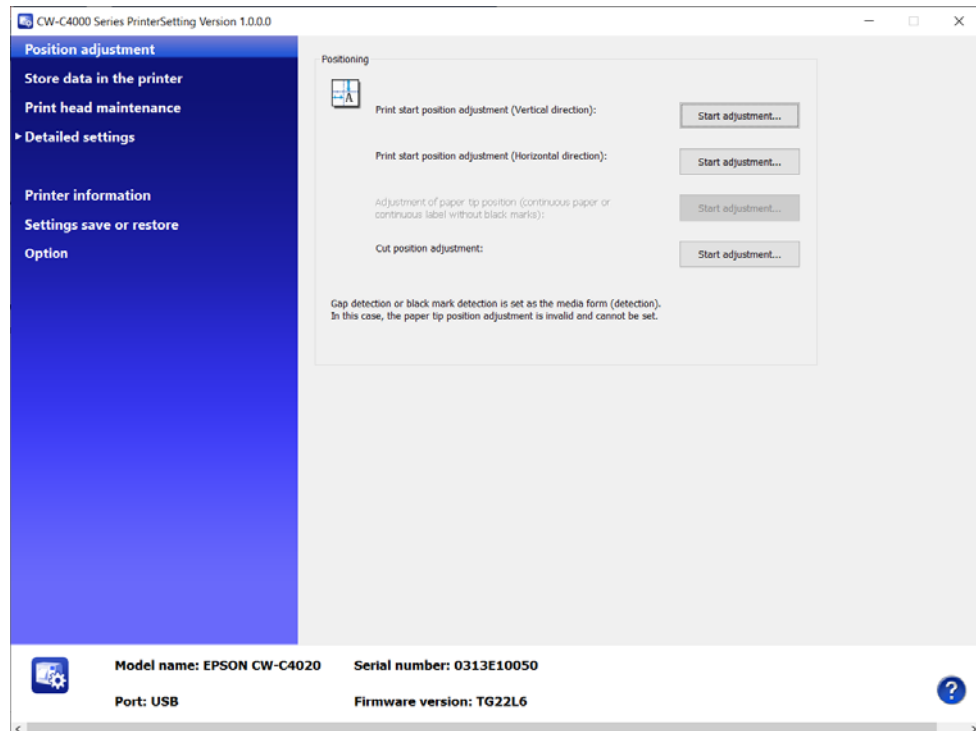 CW-C4000 Series PrinterSetting Version 1.0.0.0
Position adjustment
Store data in the printer
Print head maintenance
Detailed settings
Printer information
Settings save or restore
Option
Positioning
A
Print start position adjustment (Vertical direction):
Start adjustment...
Print start position adjustment (Horizontal direction):
Start adjustment...
Adjustment of paper tip position (continuous paper or
continuous label without black marks):
Start adjustment...
Cut position adjustment:
Start adjustment...
Gap detection or black mark detection is set as the media form (detection).
In this case, the paper tip position adjustment is invalid and cannot be set.
Model name: EPSON CW-C4020
Serial number: 0313E10050
Port: USB
Firmware version: TG22L6
?